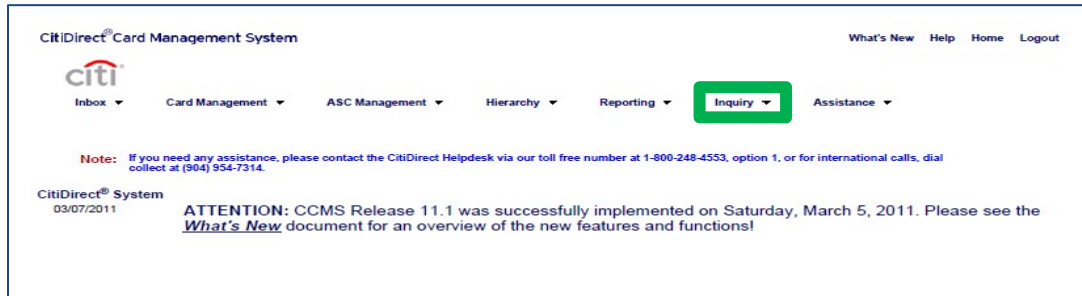 CitiDirect® Card Management System
What's New Help Home Logout
citi
Inbox Card Management ASC Management Hierarchy Reporting Inquiry Assistance
Note: If you need any assistance, please contact the CitiDirect Helpdesk via our toll free number at 1-800-248-4553, option 1, or for international calls, dial
collect at (904) 954-7314.
CitiDirect® System
03/07/2011
ATTENTION: CCMS Release 11.1 was successfully implemented on Saturday, March 5, 2011. Please see the
What's New document for an overview of the new features and functions!